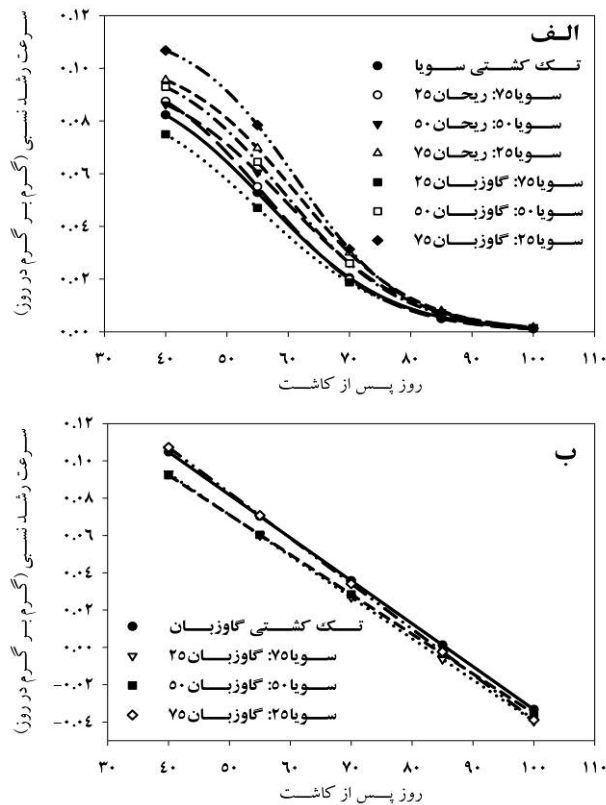 الف
تک کشتی سویا
سویا۷۵: ریحان۲۵
سویا۵۰: ریحان۵۰
سویا۲۵: ریحان۷۵
سویا۷۵: گاوزبان۲۵
سویا۵۰: گاوزبان۵۰
سویا۲۵: گاوزبان۷۵
سرعت رشد نسبی (گرم بر گرم در روز)
۰.۱۲
۰.۱۰
۰.۰۸
۰.۰۶
۰.۰۴
۰.۰۲
۰.۰۰
۳۰ ۴۰ ۵۰ ۶۰ ۷۰ ۸۰ ۹۰ ۱۰۰ ۱۱۰
روز پس از کاشت
ب
سرعت رشد نسبی (گرم بر گرم در روز)
۰.۱۲
۰.۱۰
۰.۰۸
۰.۰۶
۰.۰۴
۰.۰۲
۰.۰۰
−۰.۰۲
−۰.۰۴
تک کشتی گاوزبان
سویا۷۵: گاوزبان۲۵
سویا۵۰: گاوزبان۵۰
سویا۲۵: گاوزبان۷۵
۳۰ ۴۰ ۵۰ ۶۰ ۷۰ ۸۰ ۹۰ ۱۰۰ ۱۱۰
روز پس از کاشت